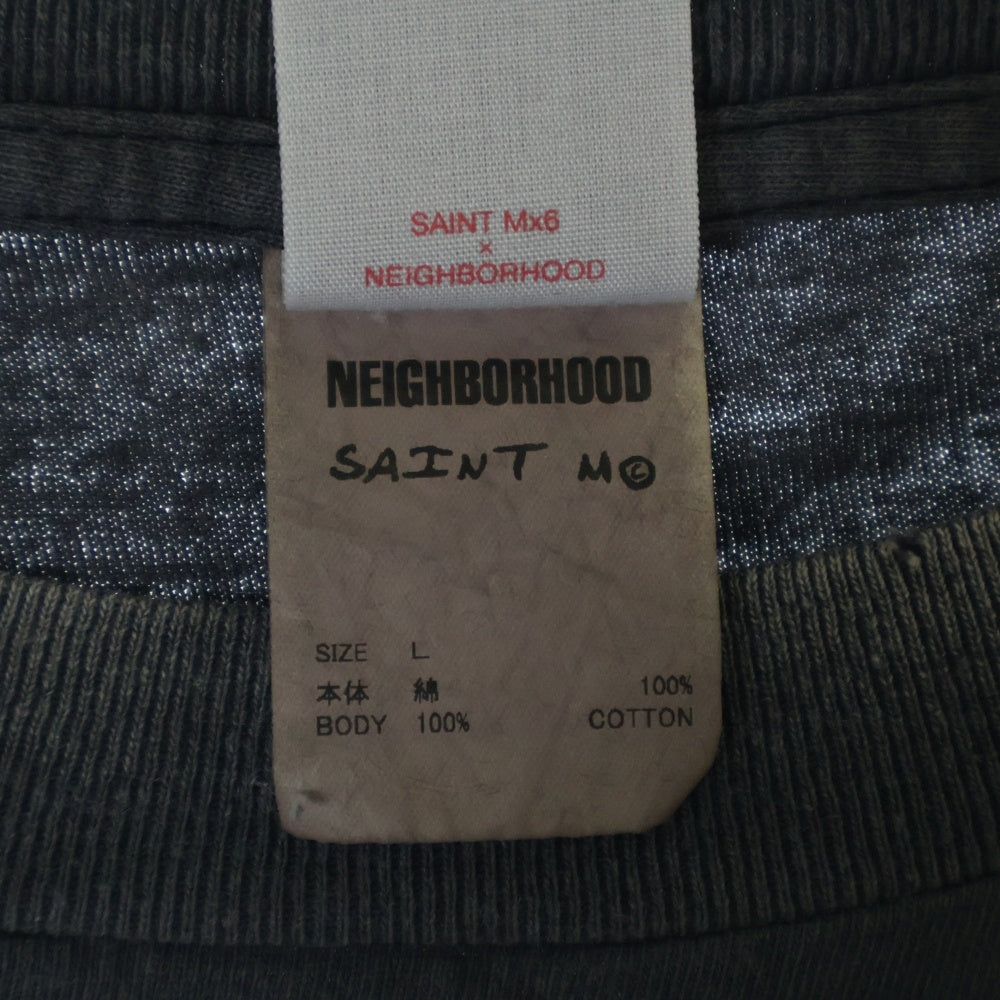 SAINT Mx6
×
NEIGHBORHOOD
NEIGHBORHOOD
SAINT M©
SIZE L
本体 綿 100%
BODY 100% COTTON